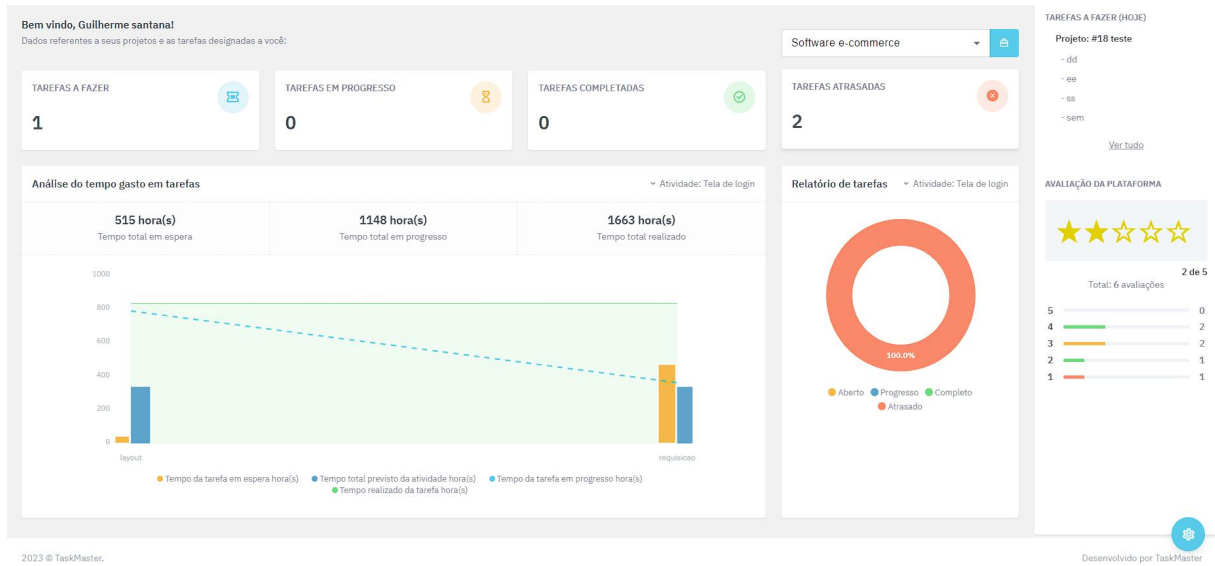 Bem vindo, Guilherme santana!
Dados referentes a seus projetos e as tarefas designadas a você:
Software e-commerce
TAREFAS A FAZER
1
TAREFAS EM PROGRESSO
0
TAREFAS COMPLETADAS
0
TAREFAS ATRASADAS
2
Análise do tempo gasto em tarefas
Atividade: Tela de login
515 hora(s)
Tempo total em espera
1148 hora(s)
Tempo total em progresso
1663 hora(s)
Tempo total realizado
1000
800
600
400
200
0
layout
requisicao
Tempo da tarefa em espera hora(s)
Tempo total previsto da atividade hora(s)
Tempo da tarefa em progresso hora(s)
Tempo realizado da tarefa hora(s)
Relatório de tarefas
Atividade: Tela de login
100.0%
Aberto
Progresso
Completo
Atrasado
TAREFAS A FAZER (HOJE)
Projeto: #18 teste
- dd
- ee
- ss
- sem
Ver tudo
AVALIAÇÃO DA PLATAFORMA
2 de 5
Total: 6 avaliações
5 0
4 2
3 2
2 1
1 1
2023 © TaskMaster.
Desenvolvido por TaskMaster